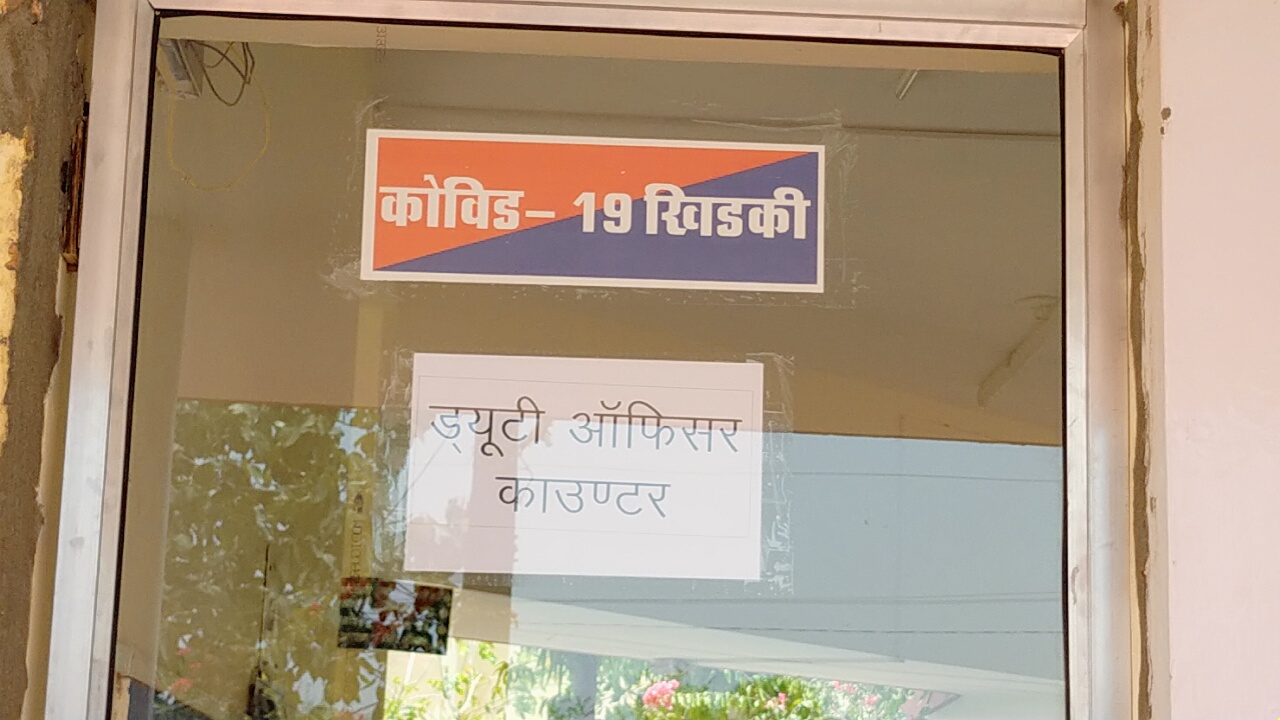 कोविड– 19 खिडकी
ड्यूटी ऑफिसर
काउण्टर